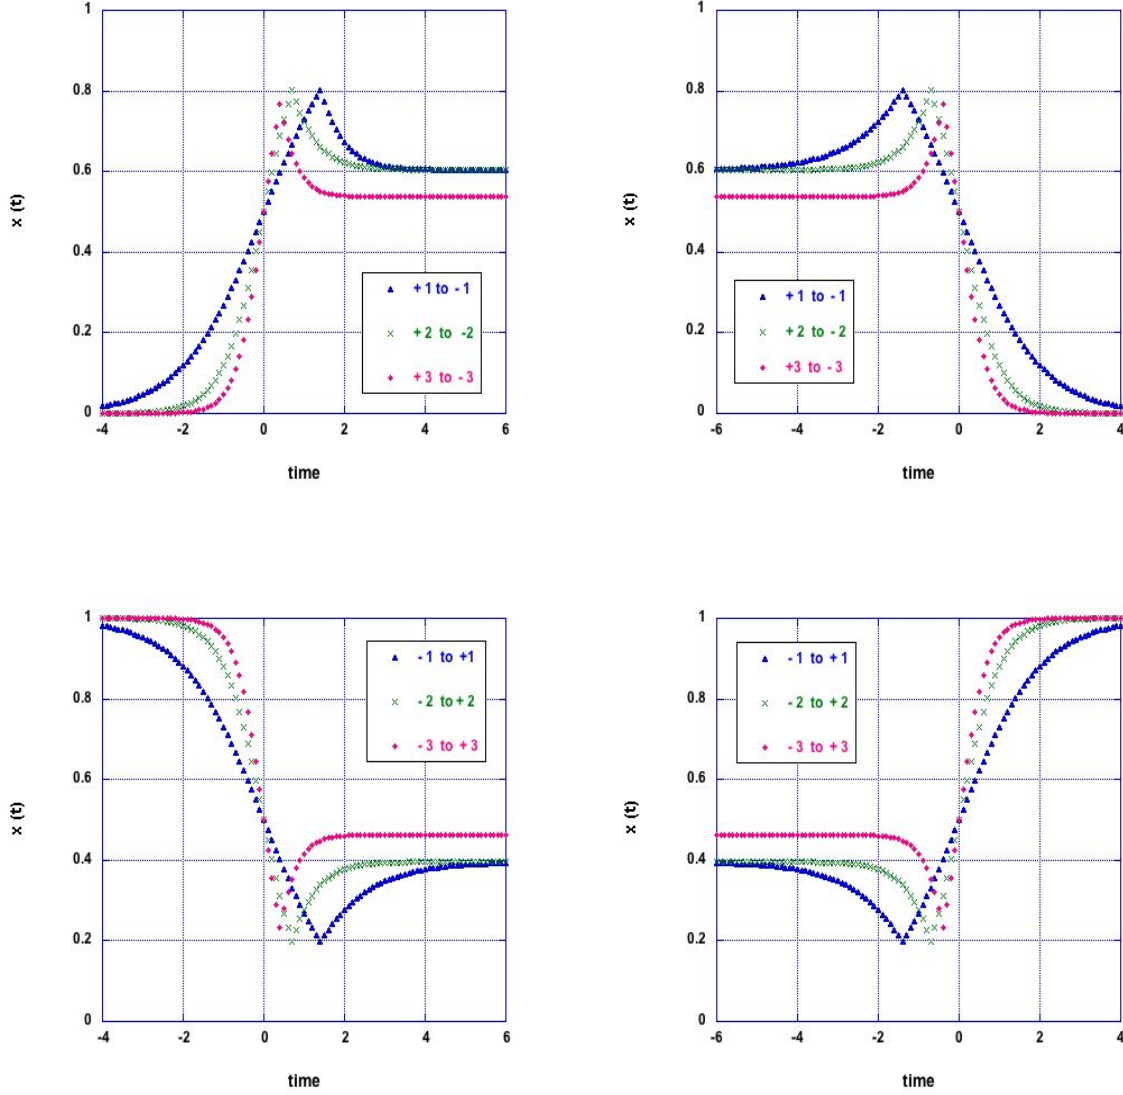 1
0.8
0.6
0.4
0.2
0
x (t)
-4 -2 0 2 4 6
time
+ 1 to - 1
+ 2 to -2
+ 3 to - 3
1
0.8
0.6
0.4
0.2
0
x (t)
-6 -4 -2 0 2 4
time
+ 1 to - 1
+ 2 to - 2
+3 to - 3
1
0.8
0.6
0.4
0.2
0
x (t)
-4 -2 0 2 4 6
time
- 1 to +1
- 2 to + 2
- 3 to + 3
1
0.8
0.6
0.4
0.2
0
x (t)
-6 -4 -2 0 2 4
time
- 1 to + 1
- 2 to + 2
- 3 to + 3